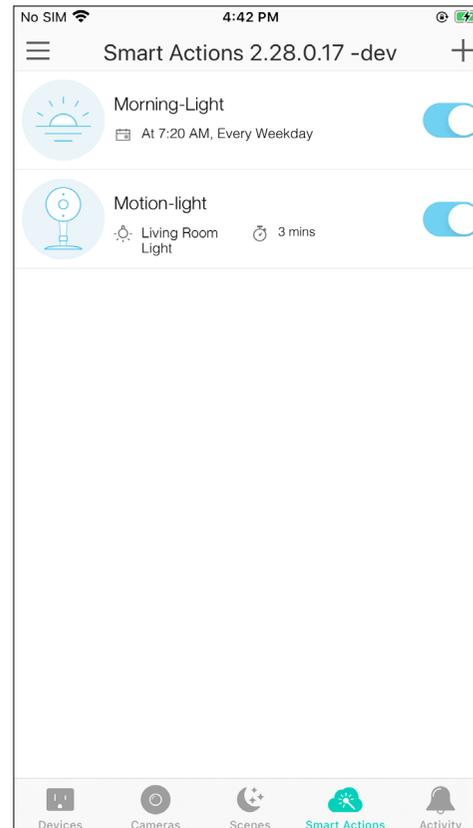 No SIM
4:42 PM
Smart Actions 2.28.0.17 -dev
Morning-Light
At 7:20 AM, Every Weekday
Motion-light
Living Room
Light
3 mins
Devices
Cameras
Scenes
Smart Actions
Activity